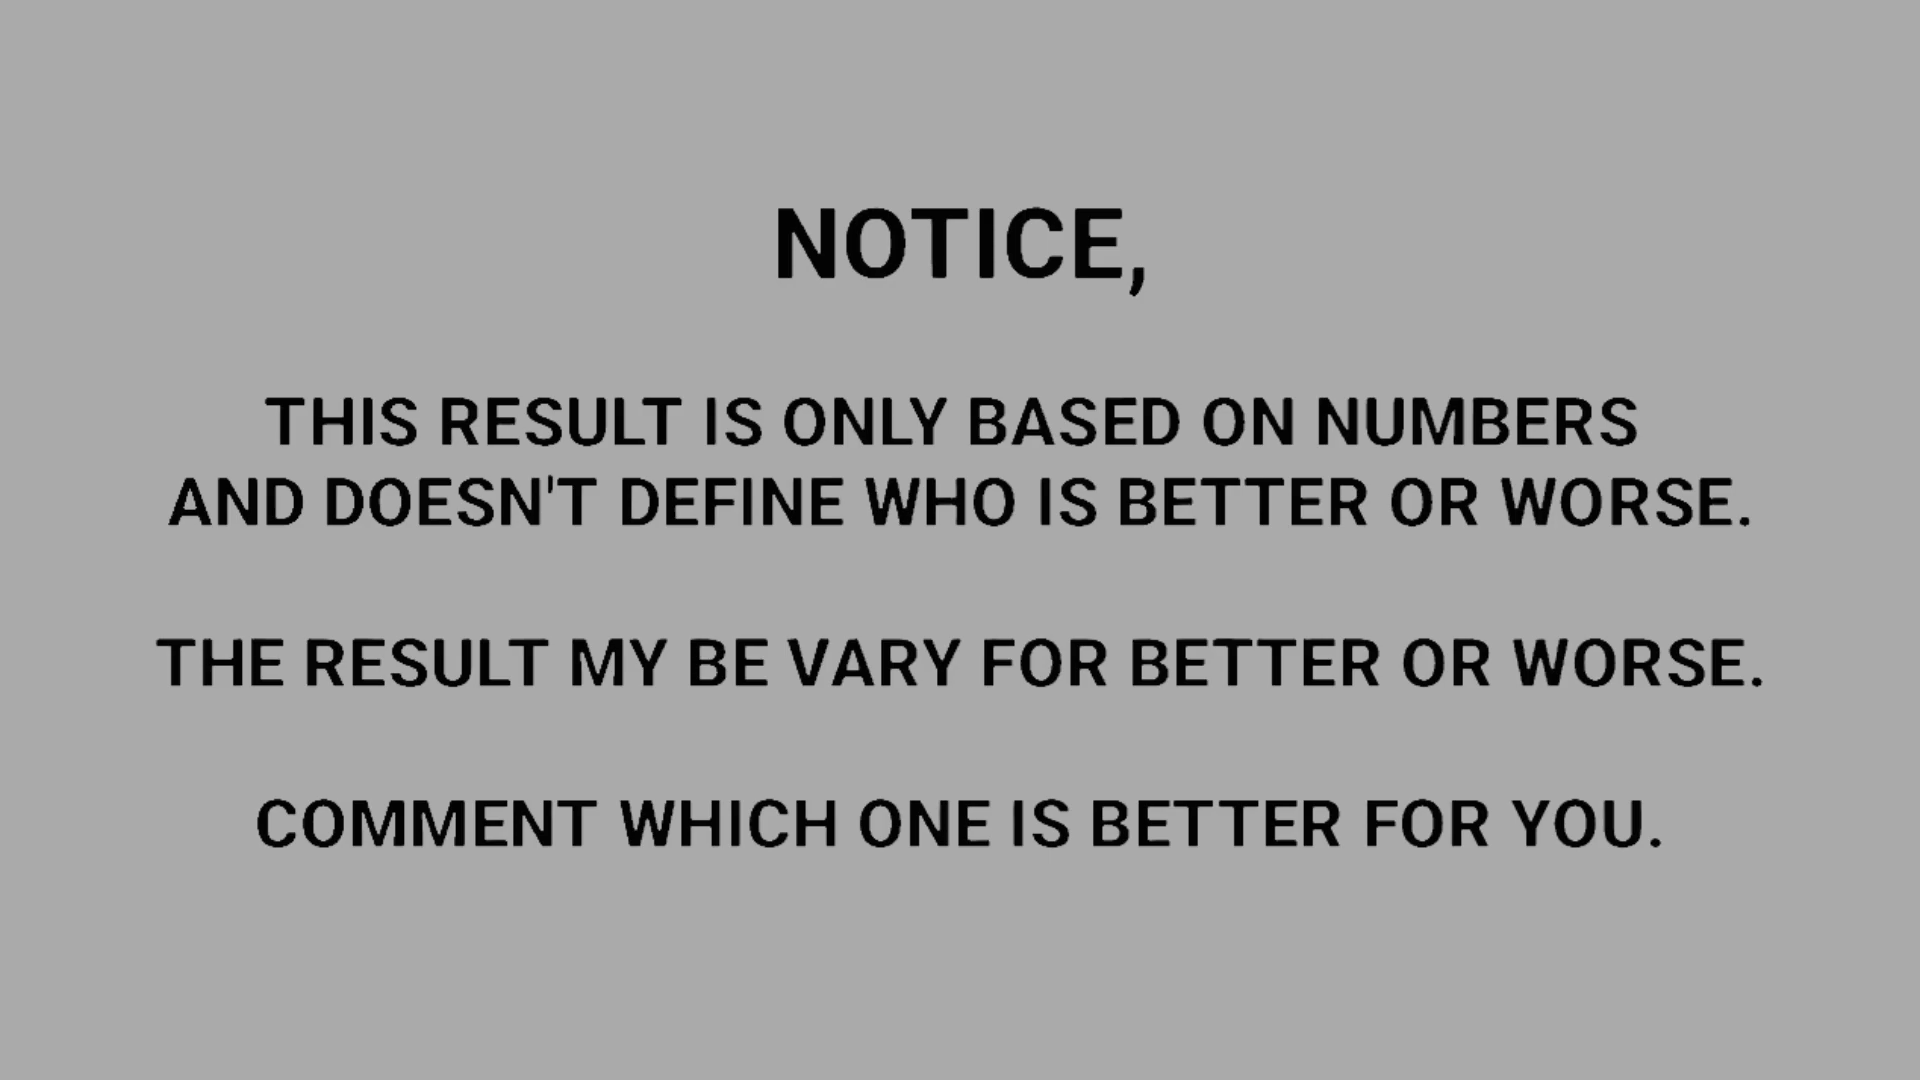 NOTICE,
THIS RESULT IS ONLY BASED ON NUMBERS
AND DOESN'T DEFINE WHO IS BETTER OR WORSE.
THE RESULT MY BE VARY FOR BETTER OR WORSE.
COMMENT WHICH ONE IS BETTER FOR YOU.